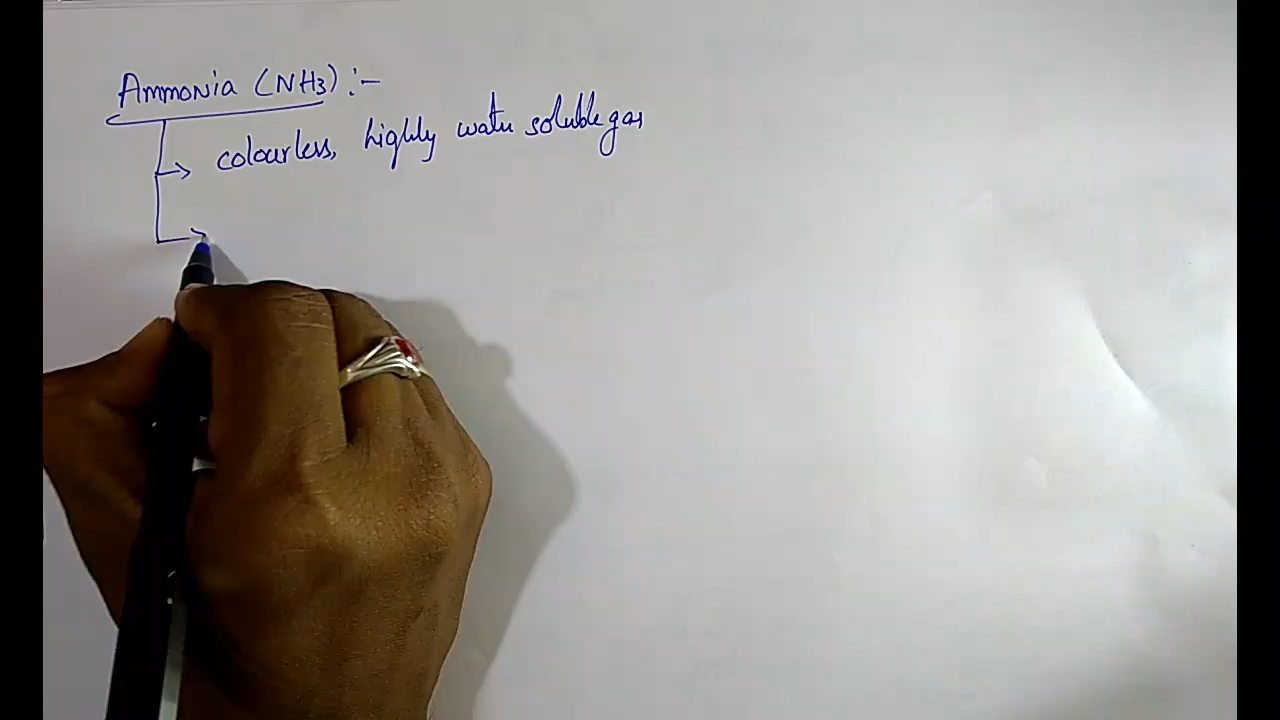 Ammonia (NH3) :-
→ colourless, highly water soluble gas
→